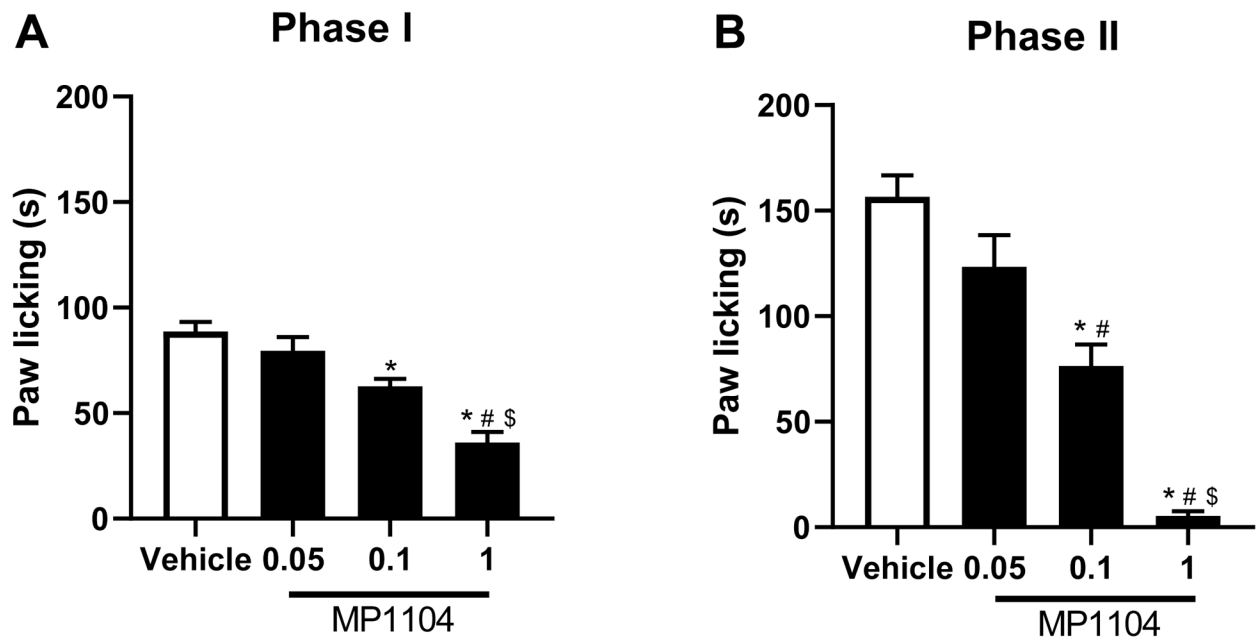 A
Phase I
Paw licking (s)
200
150
100
50
0
*
* # $
Vehicle 0.05 0.1 1
MP1104
B
Phase II
Paw licking (s)
200
150
100
50
0
* #
* # $
Vehicle 0.05 0.1 1
MP1104